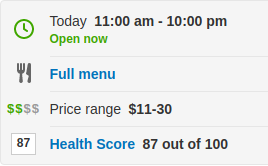 Today 11:00 am - 10:00 pm
Open now
Full menu
$$$$ Price range $11-30
87 Health Score 87 out of 100